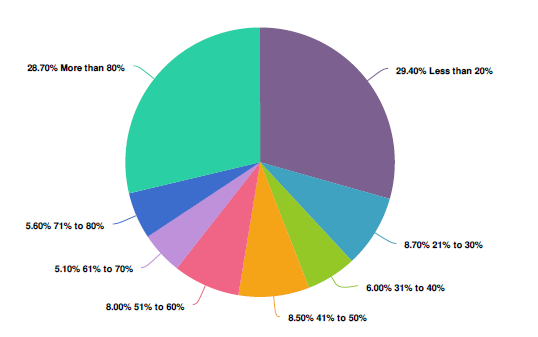 28.70% More than 80%
29.40% Less than 20%
5.60% 71% to 80%
8.70% 21% to 30%
5.10% 61% to 70%
6.00% 31% to 40%
8.00% 51% to 60%
8.50% 41% to 50%